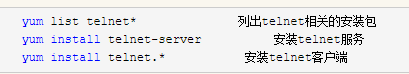 yum list telnet*                  列出telnet相关的安装包
yum install telnet-server            安装telnet服务
yum install telnet.*              安装telnet客户端